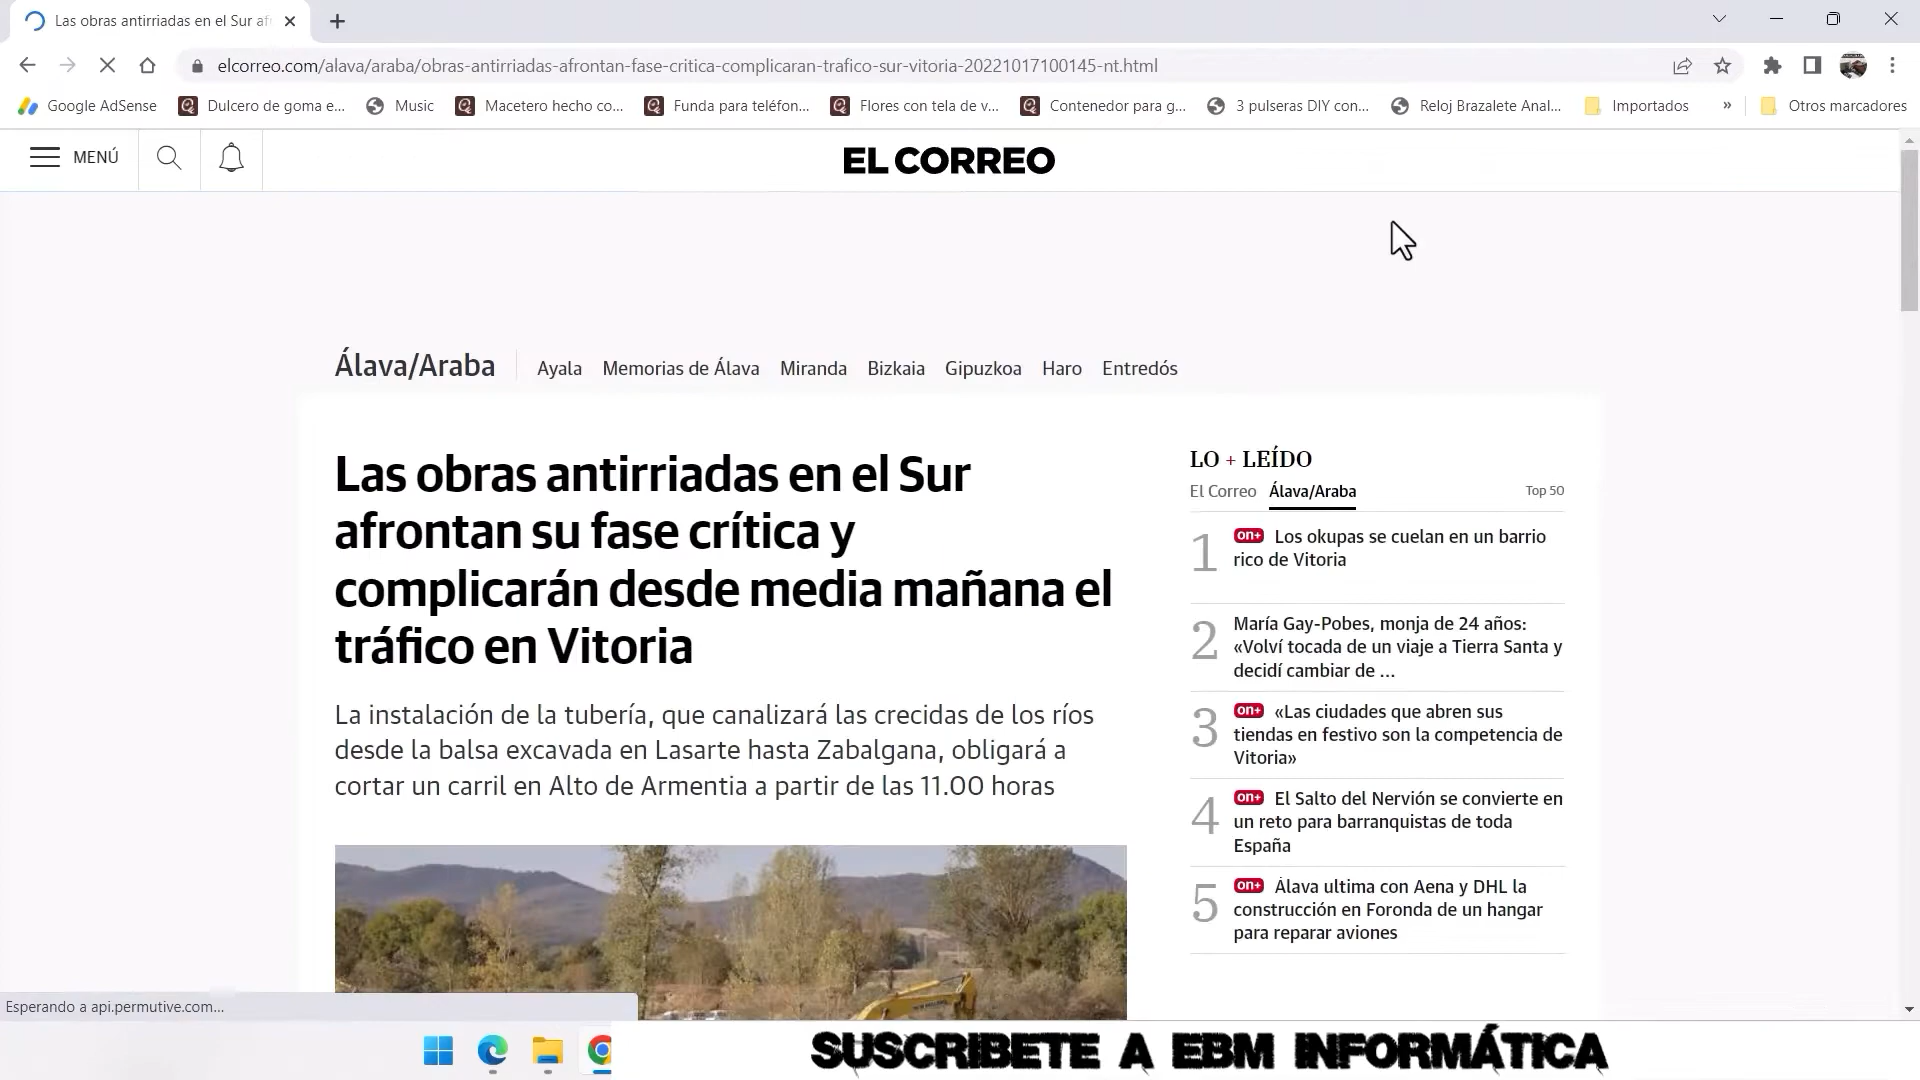 Las obras antirriadas en el Sur af
elcorreo.com/alava/araba/obras-antirriadas-afrontan-fase-critica-complicaran-trafico-sur-vitoria-20221017100145-nt.html
Google AdSense Dulcero de goma e... Music Macetero hecho co... Funda para teléfon... Flores con tela de v... Contenedor para g... 3 pulseras DIY con... Reloj Brazalete Anal... Importados » Otros marcadores
MENÚ EL CORREO
Álava/Araba Ayala Memorias de Álava Miranda Bizkaia Gipuzkoa Haro Entredós
Las obras antirriadas en el Sur
afrontan su fase crítica y
complicarán desde media mañana el
tráfico en Vitoria
La instalación de la tubería, que canalizará las crecidas de los ríos
desde la balsa excavada en Lasarte hasta Zabalgana, obligará a
cortar un carril en Alto de Armentia a partir de las 11.00 horas
LO + LEÍDO
El Correo Álava/Araba Top 50
1 on+ Los okupas se cuelan en un barrio
rico de Vitoria
2 María Gay-Pobes, monja de 24 años:
«Volví tocada de un viaje a Tierra Santa y
decidí cambiar de ...
3 on+ «Las ciudades que abren sus
tiendas en festivo son la competencia de
Vitoria»
4 on+ El Salto del Nervión se convierte en
un reto para barranquistas de toda
España
5 on+ Álava ultima con Aena y DHL la
construcción en Foronda de un hangar
para reparar aviones
Esperando a api.permutive.com...
SUSCRIBETE A EBM INFORMÁTICA